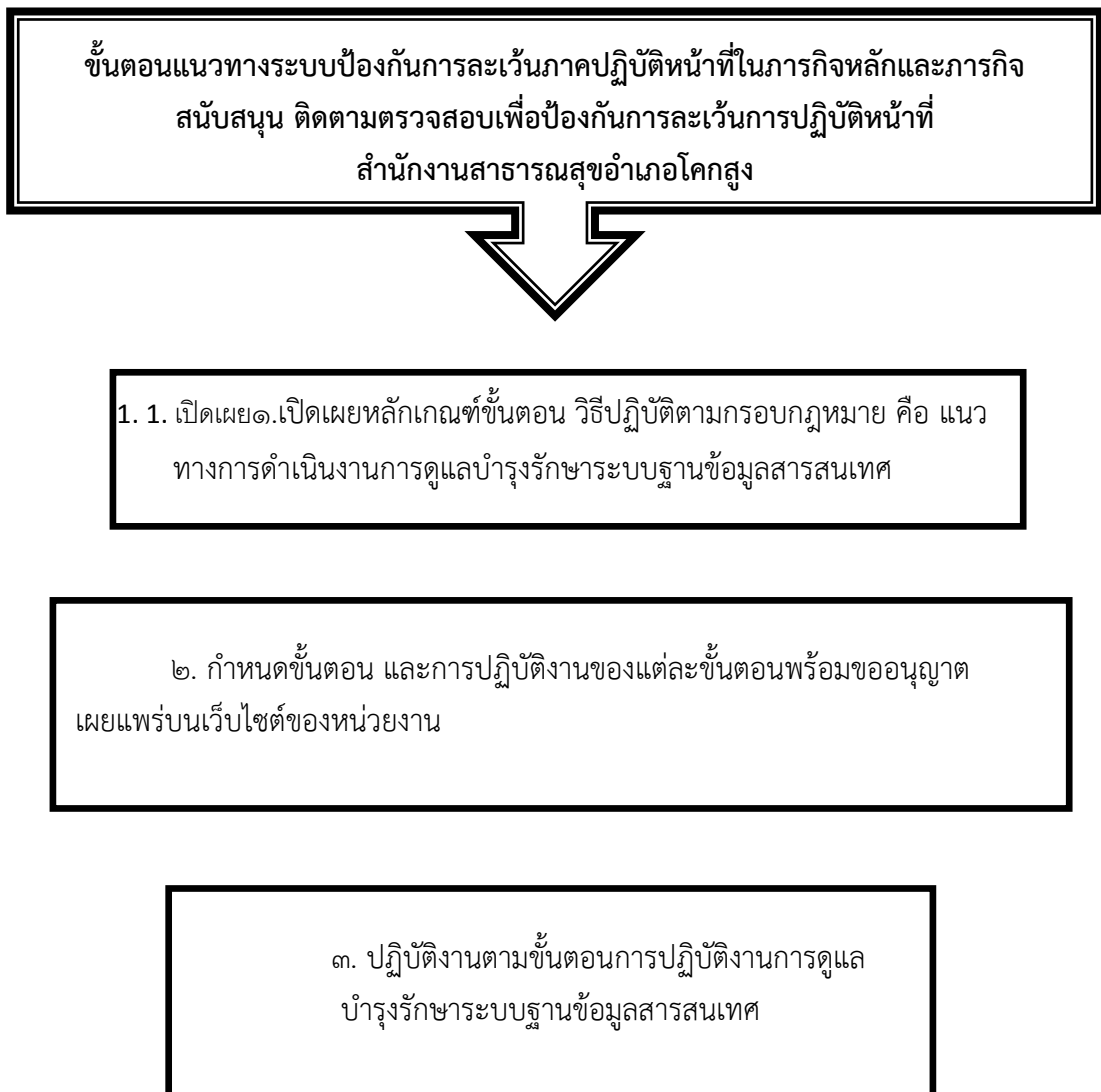 ขั้นตอนแนวทางระบบป้องกันการละเว้นภาคปฏิบัติหน้าที่ในภารกิจหลักและภารกิจ
สนับสนุน ติดตามตรวจสอบเพื่อป้องกันการละเว้นการปฏิบัติหน้าที่
สำนักงานสาธารณสุขอำเภอโคกสูง
1. 1. เปิดเผย๑.เปิดเผยหลักเกณฑ์ขั้นตอน วิธีปฏิบัติตามกรอบกฎหมาย คือ แนว
ทางการดำเนินงานการดูแลบำรุงรักษาระบบฐานข้อมูลสารสนเทศ
๒. กำหนดขั้นตอน และการปฏิบัติงานของแต่ละขั้นตอนพร้อมขออนุญาต
เผยแพร่บนเว็บไซต์ของหน่วยงาน
๓. ปฏิบัติงานตามขั้นตอนการปฏิบัติงานการดูแล
บำรุงรักษาระบบฐานข้อมูลสารสนเทศ